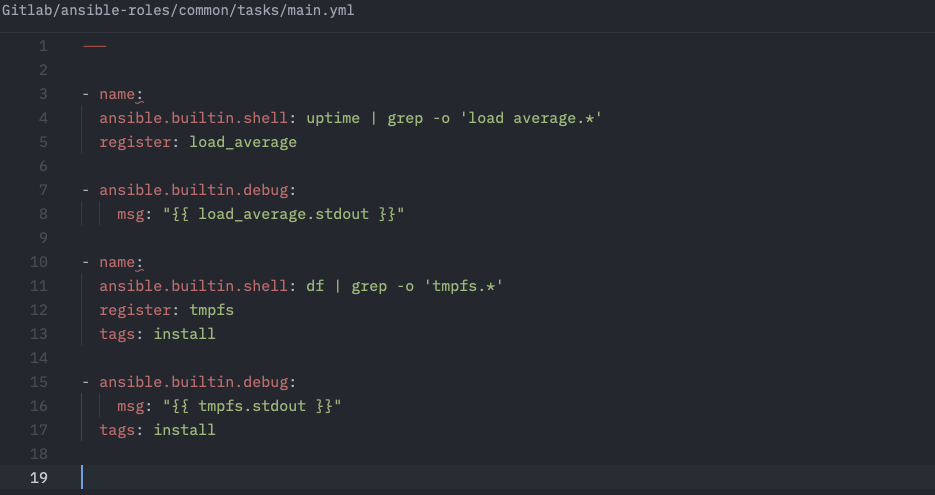 Gitlab/ansible-roles/common/tasks/main.yml
1 ---
2
3 - name:
4 ansible.builtin.shell: uptime | grep -o 'load average.*'
5 register: load_average
6
7 - ansible.builtin.debug:
8 msg: "{{ load_average.stdout }}"
9
10 - name:
11 ansible.builtin.shell: df | grep -o 'tmpfs.*'
12 register: tmpfs
13 tags: install
14
15 - ansible.builtin.debug:
16 msg: "{{ tmpfs.stdout }}"
17 tags: install
18
19